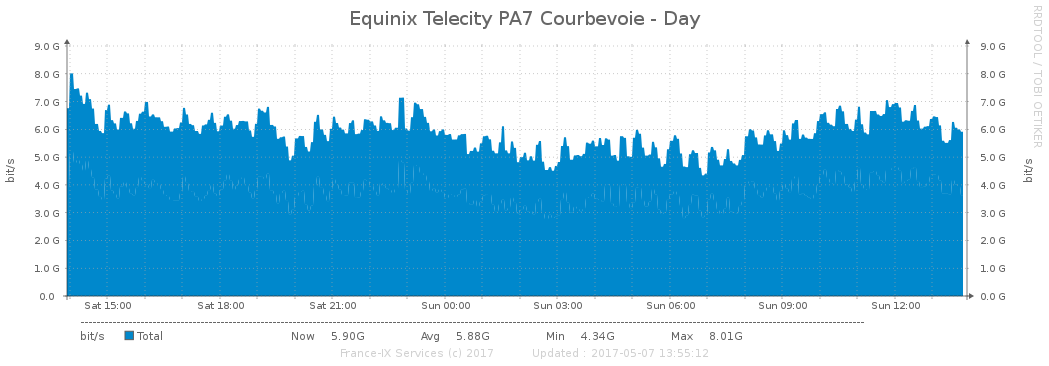 Equinix Telecity PA7 Courbevoie - Day
RRDTOOL / TOBI OETIKER
bit/s
9.0 G 9.0 G
8.0 G 8.0 G
7.0 G 7.0 G
6.0 G 6.0 G
5.0 G 5.0 G
4.0 G 4.0 G
3.0 G 3.0 G
2.0 G 2.0 G
1.0 G 1.0 G
0.0 0.0 G
bit/s
Sat 15:00 Sat 18:00 Sat 21:00 Sun 00:00 Sun 03:00 Sun 06:00 Sun 09:00 Sun 12:00
bit/s Total Now 5.90G Avg 5.88G Min 4.34G Max 8.01G
France-IX Services (c) 2017 Updated : 2017-05-07 13:55:12